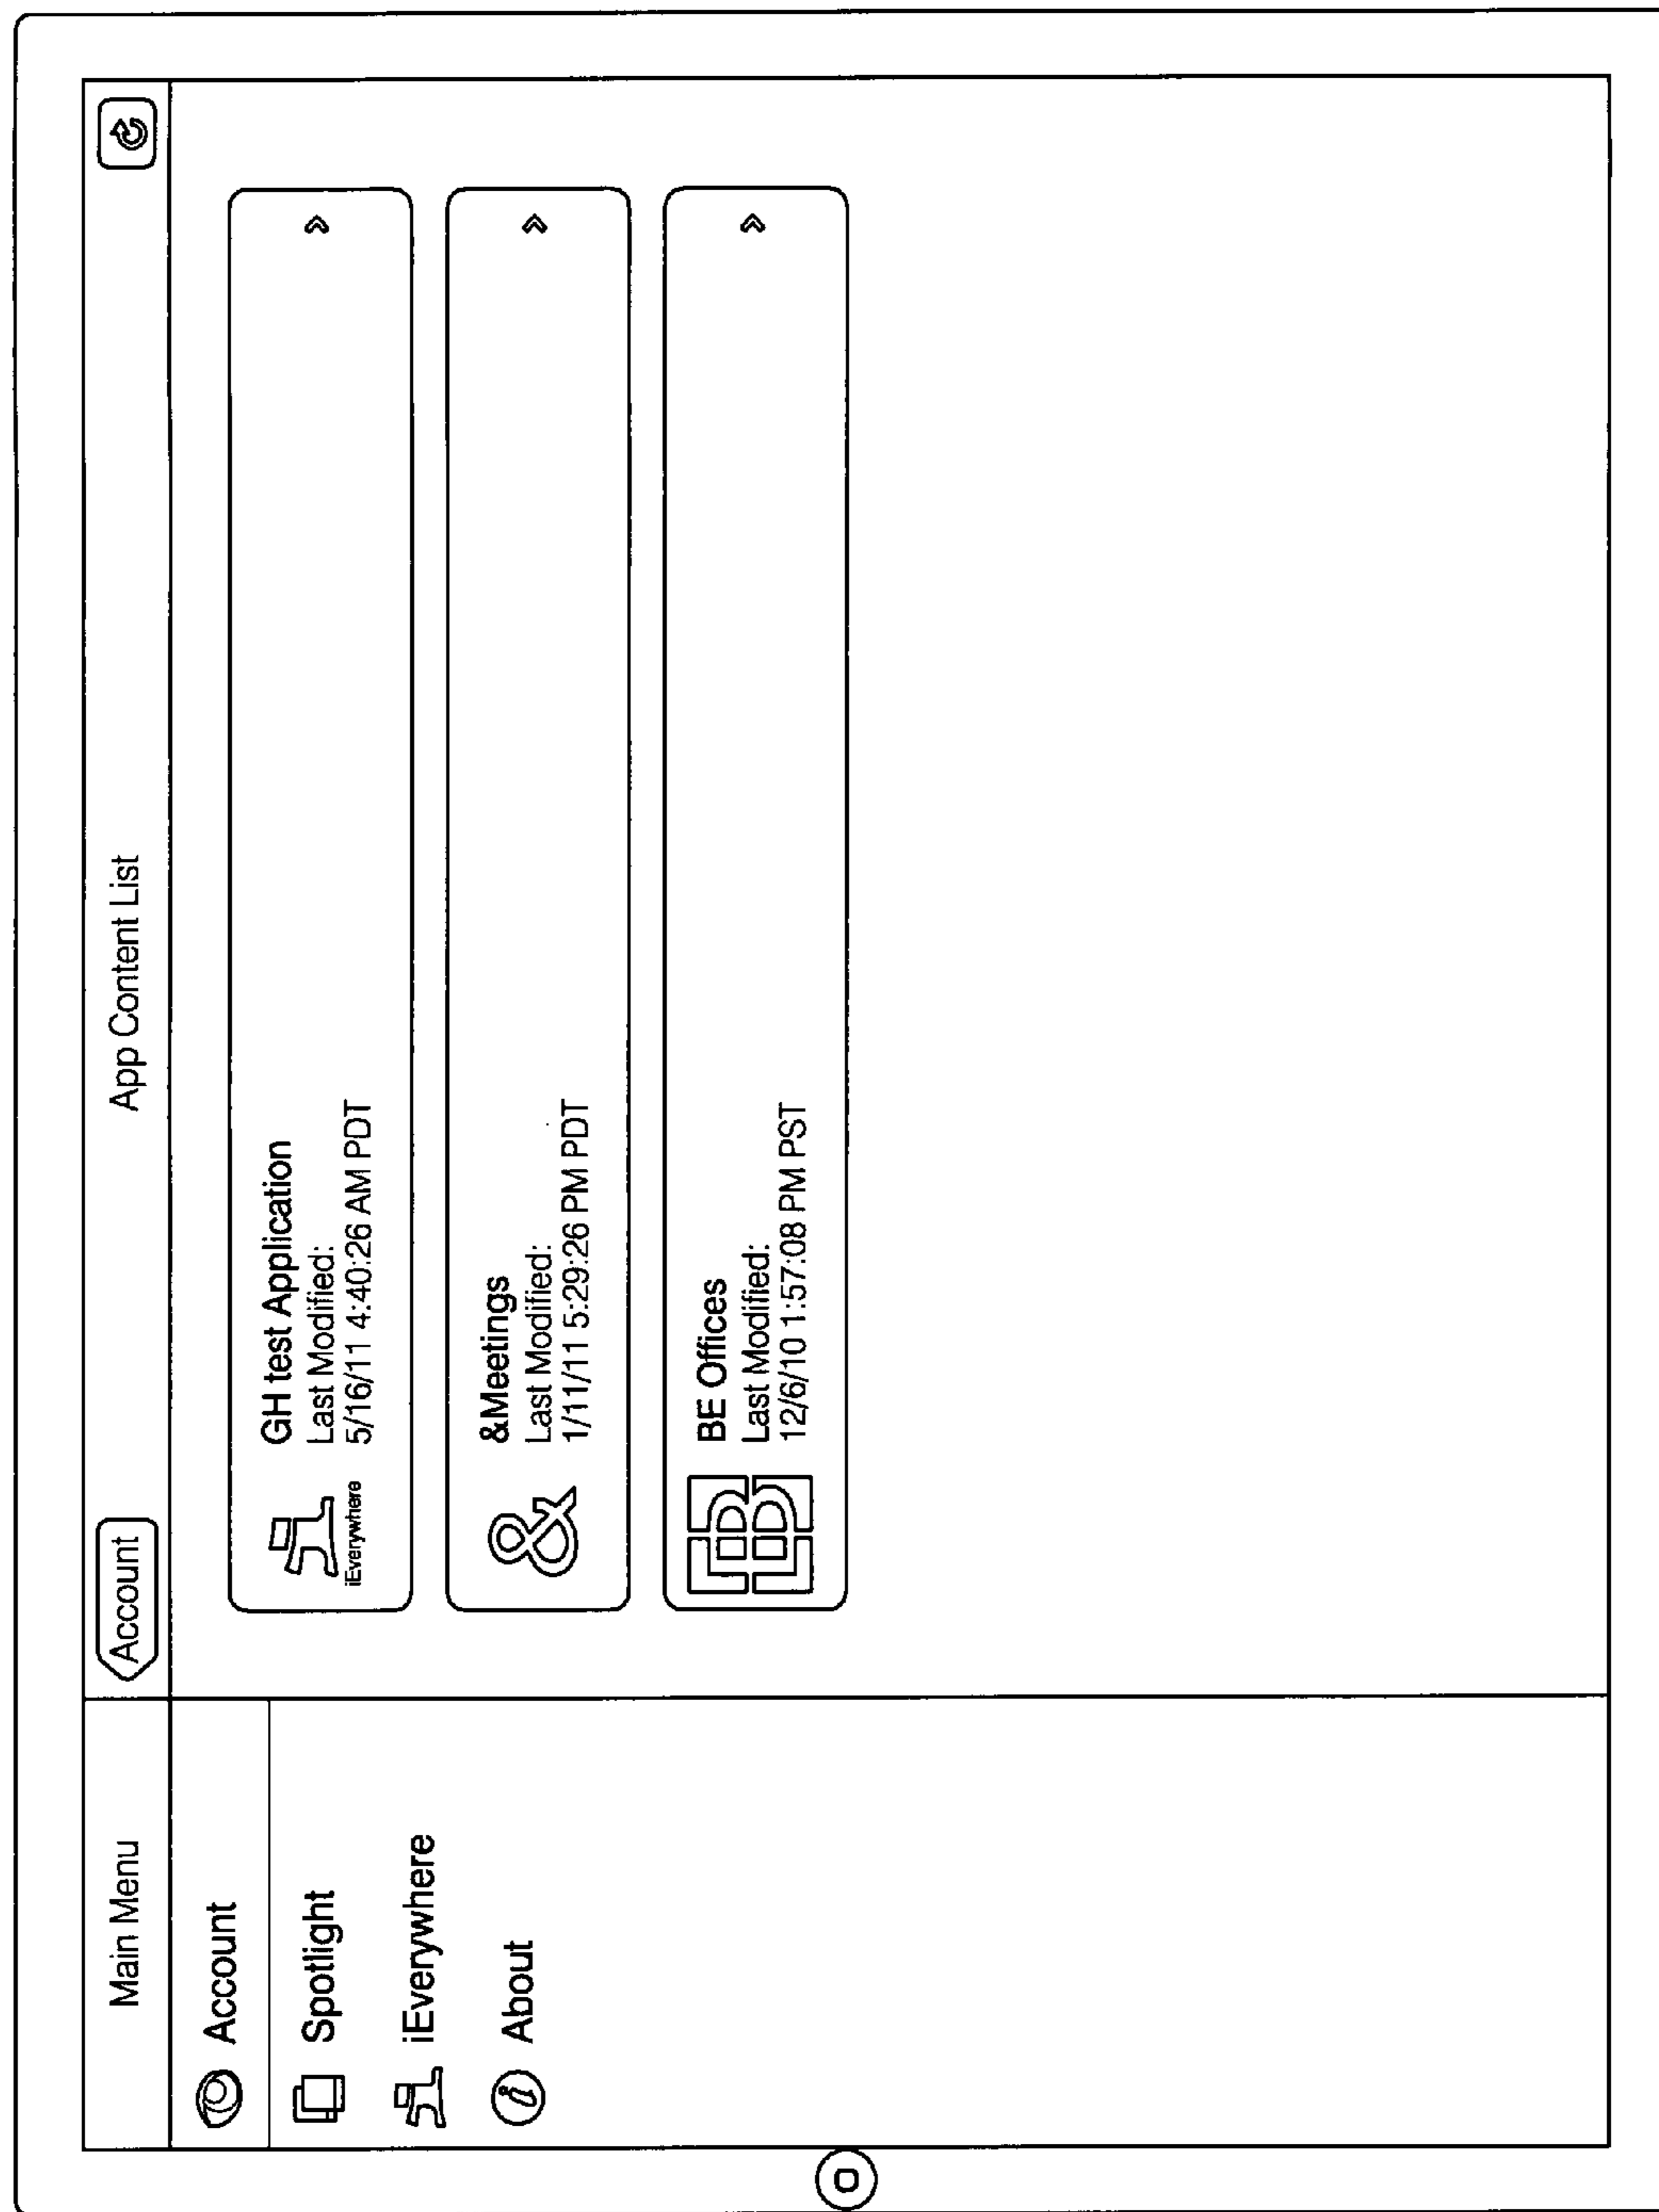 Main Menu
Account
App Content List
Account
Spotlight
iEverywhere
About
GH test Application
Last Modified:
5/16/11 4:40:26 AM PDT
iEverywhere
&
&Meetings
Last Modified:
1/11/11 5:29:26 PM PDT
BE Offices
Last Modified:
12/6/10 1:57:08 PM PST